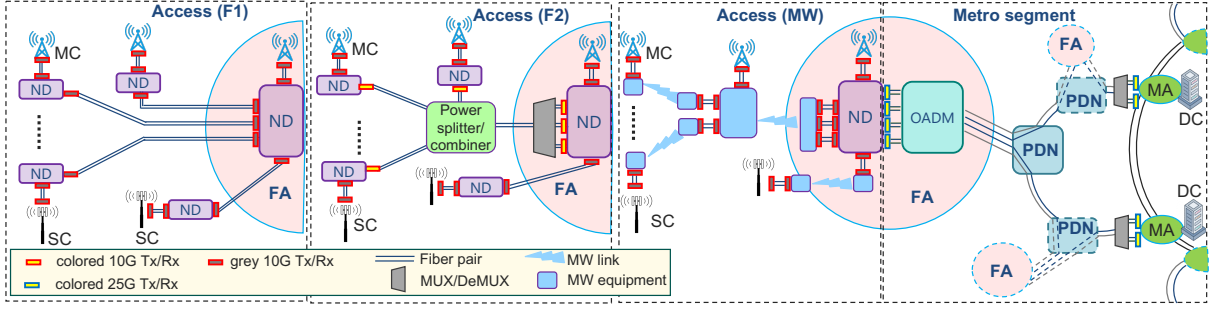 Access (F1)
MC
ND
ND
ND
ND
ND
FA
SC
SC
Access (F2)
MC
ND
ND
ND
ND
ND
Power
splitter/
combiner
FA
SC
SC
Access (MW)
MC
ND
SC
SC
FA
Metro segment
OADM
FA
PDN
MA
DC
PDN
DC
PDN
MA
FA
colored 10G Tx/Rx
grey 10G Tx/Rx
Fiber pair
MW link
colored 25G Tx/Rx
MUX/DeMUX
MW equipment